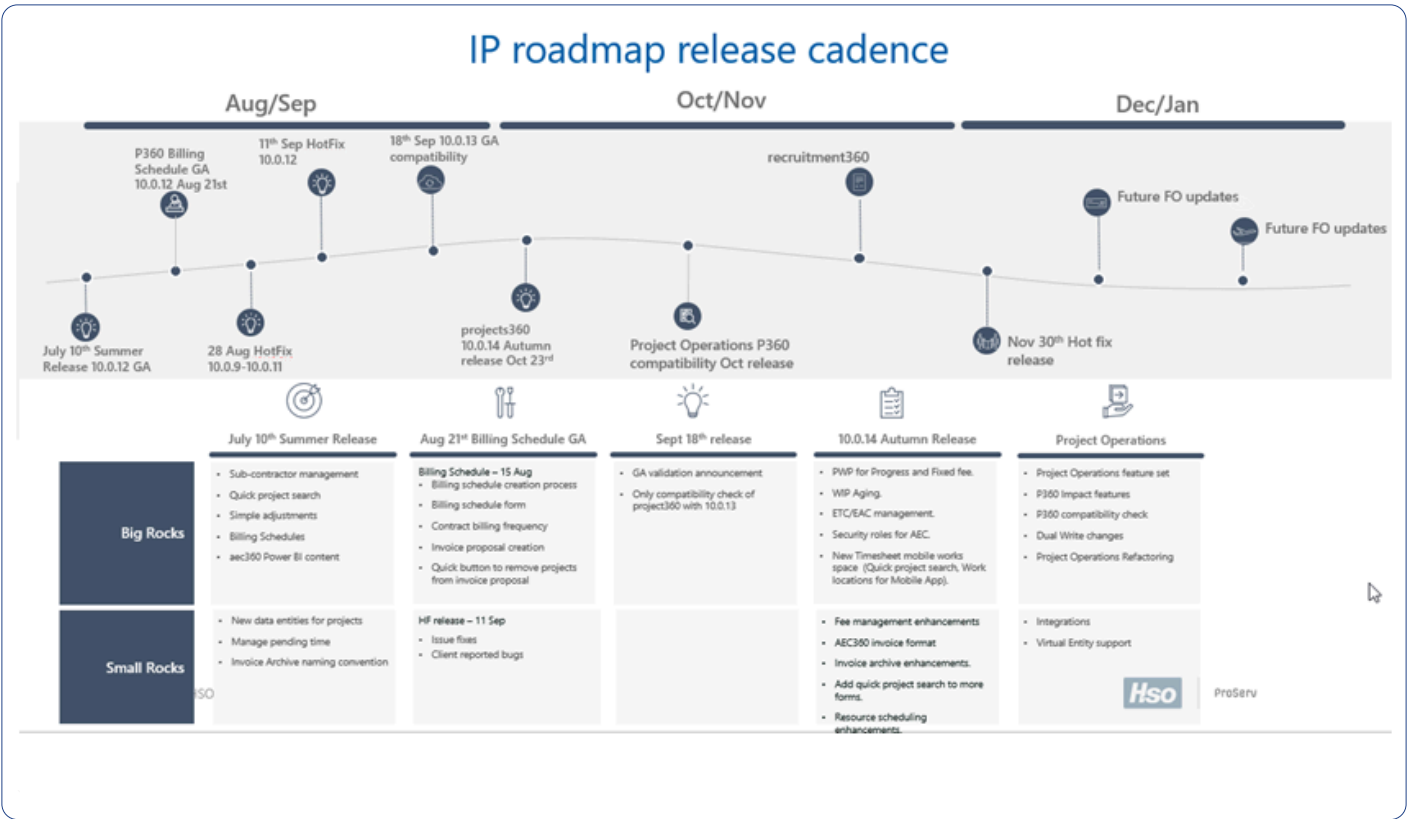 IP roadmap release cadence
Aug/Sep
Oct/Nov
Dec/Jan
P360 Billing
Schedule GA
10.0.12 Aug 21st
11th Sep HotFix
10.0.12
18th Sep 10.0.13 GA
compatibility
recruitment360
Future FO updates
Future FO updates
July 10th Summer
Release 10.0.12 GA
28 Aug HotFix
10.0.9-10.0.11
projects360
10.0.14 Autumn
release Oct 23rd
Project Operations P360
compatibility Oct release
Nov 30th Hot fix
release
July 10th Summer Release
Aug 21st Billing Schedule GA
Sept 18th release
10.0.14 Autumn Release
Project Operations
Big Rocks
• Sub-contractor management
• Quick project search
• Simple adjustments
• Billing Schedules
• aec360 Power BI content
Billing Schedule – 15 Aug
• Billing schedule creation process
• Billing schedule form
• Contract billing frequency
• Invoice proposal creation
• Quick button to remove projects
from invoice proposal
• GA validation announcement
• Only compatibility check of
project360 with 10.0.13
• PWP for Progress and Fixed fee.
• WIP Aging.
• ETC/EAC management.
• Security roles for AEC.
• New Timesheet mobile works
space (Quick project search, Work
locations for Mobile App).
• Project Operations feature set
• P360 Impact features
• P360 compatibility check
• Dual Write changes
• Project Operations Refactoring
Small Rocks
• New data entities for projects
• Manage pending time
• Invoice Archive naming convention
HF release – 11 Sep
• Issue fixes
• Client reported bugs
• Fee management enhancements
• AEC360 invoice format
• Invoice archive enhancements.
• Add quick project search to more
forms.
• Resource scheduling
enhancements.
• Integrations
• Virtual Entity support
HSO
Hso
ProServ